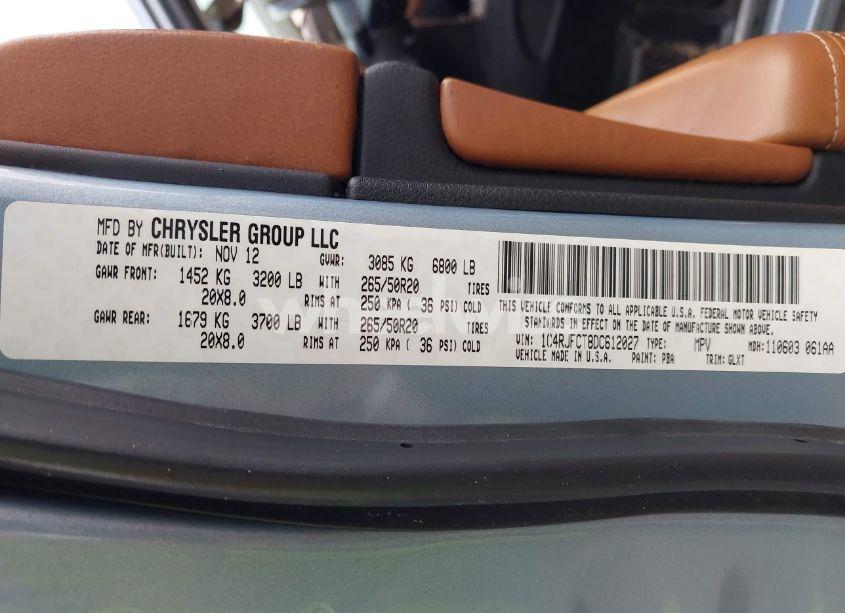 MFD BY CHRYSLER GROUP LLC
DATE OF MFR(BUILT): NOV 12 GVWR: 3085 KG 6800 LB
GAWR FRONT: 1452 KG 3200 LB WITH 265/50R20 TIRES
20X8.0 RIMS AT 250 KPA ( 36 PSI) COLD
GAWR REAR: 1679 KG 3700 LB WITH 265/50R20 TIRES
20X8.0 RIMS AT 250 KPA ( 36 PSI) COLD
THIS VEHICLE CONFORMS TO ALL APPLICABLE U.S.A. FEDERAL MOTOR VEHICLE SAFETY
STANDARDS IN EFFECT ON THE DATE OF MANUFACTURE SHOWN ABOVE.
VIN: 1C4RJFCT8DC612027 TYPE: MPV MDH: 110603 061AA
VEHICLE MADE IN U.S.A. PAINT: PBA TRIM: GLXT